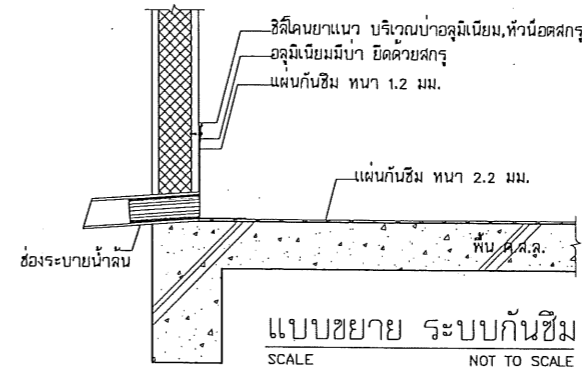 ซิลิโคนยาแนว บริเวณบ่าอลูมิเนียม,หัวน็อตสกรู
อลูมิเนียมมีบ่า ยึดด้วยสกรู
แผ่นกันซึม หนา 1.2 มม.
แผ่นกันซึม หนา 2.2 มม.
ช่องระบายน้ำล้น
พื้น ค.ส.ล.
แบบขยาย ระบบกันซึม
SCALE NOT TO SCALE